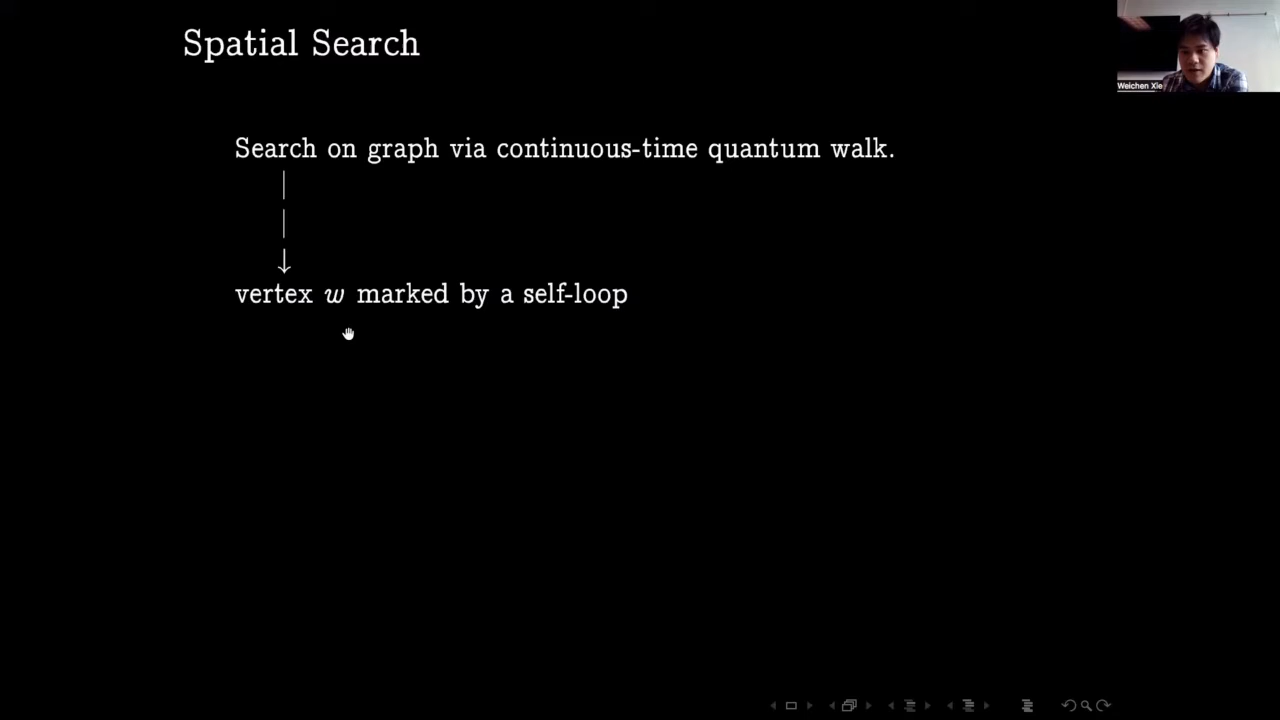 Spatial Search
Weichen Xie
Search on graph via continuous-time quantum walk.
vertex w marked by a self-loop